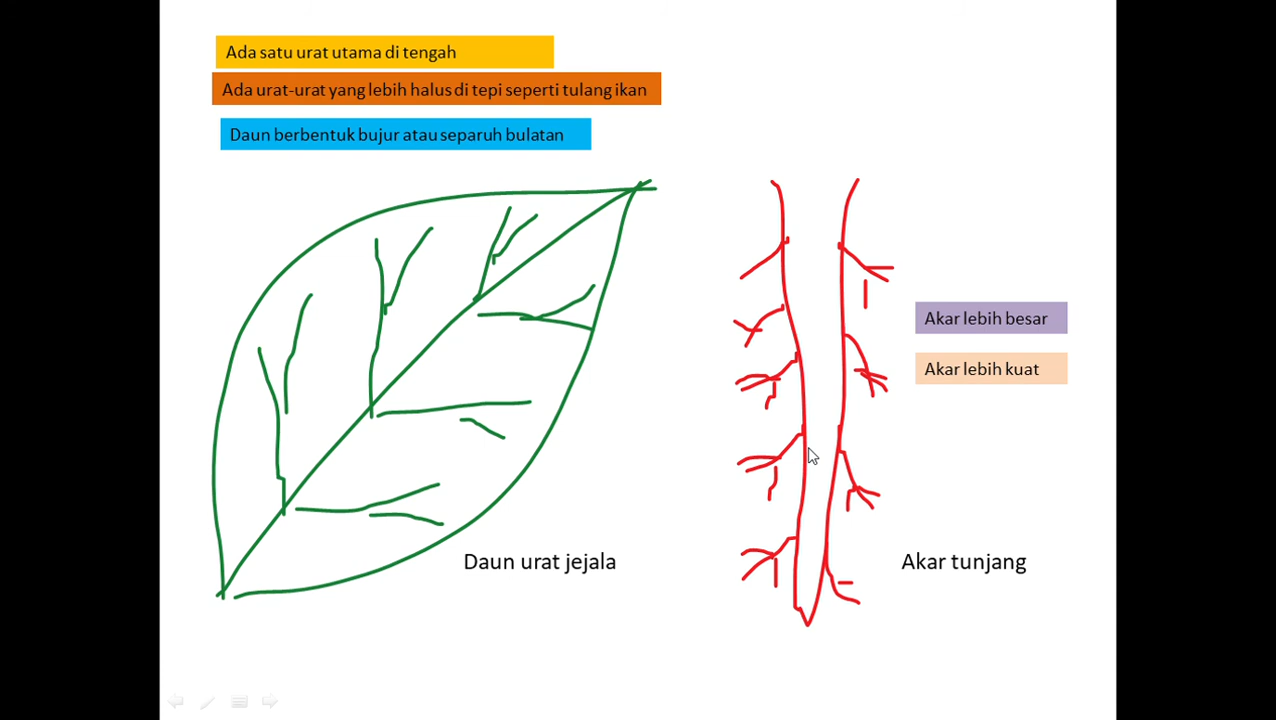 Ada satu urat utama di tengah
Ada urat-urat yang lebih halus di tepi seperti tulang ikan
Daun berbentuk bujur atau separuh bulatan
Akar lebih besar
Akar lebih kuat
Daun urat jejala
Akar tunjang